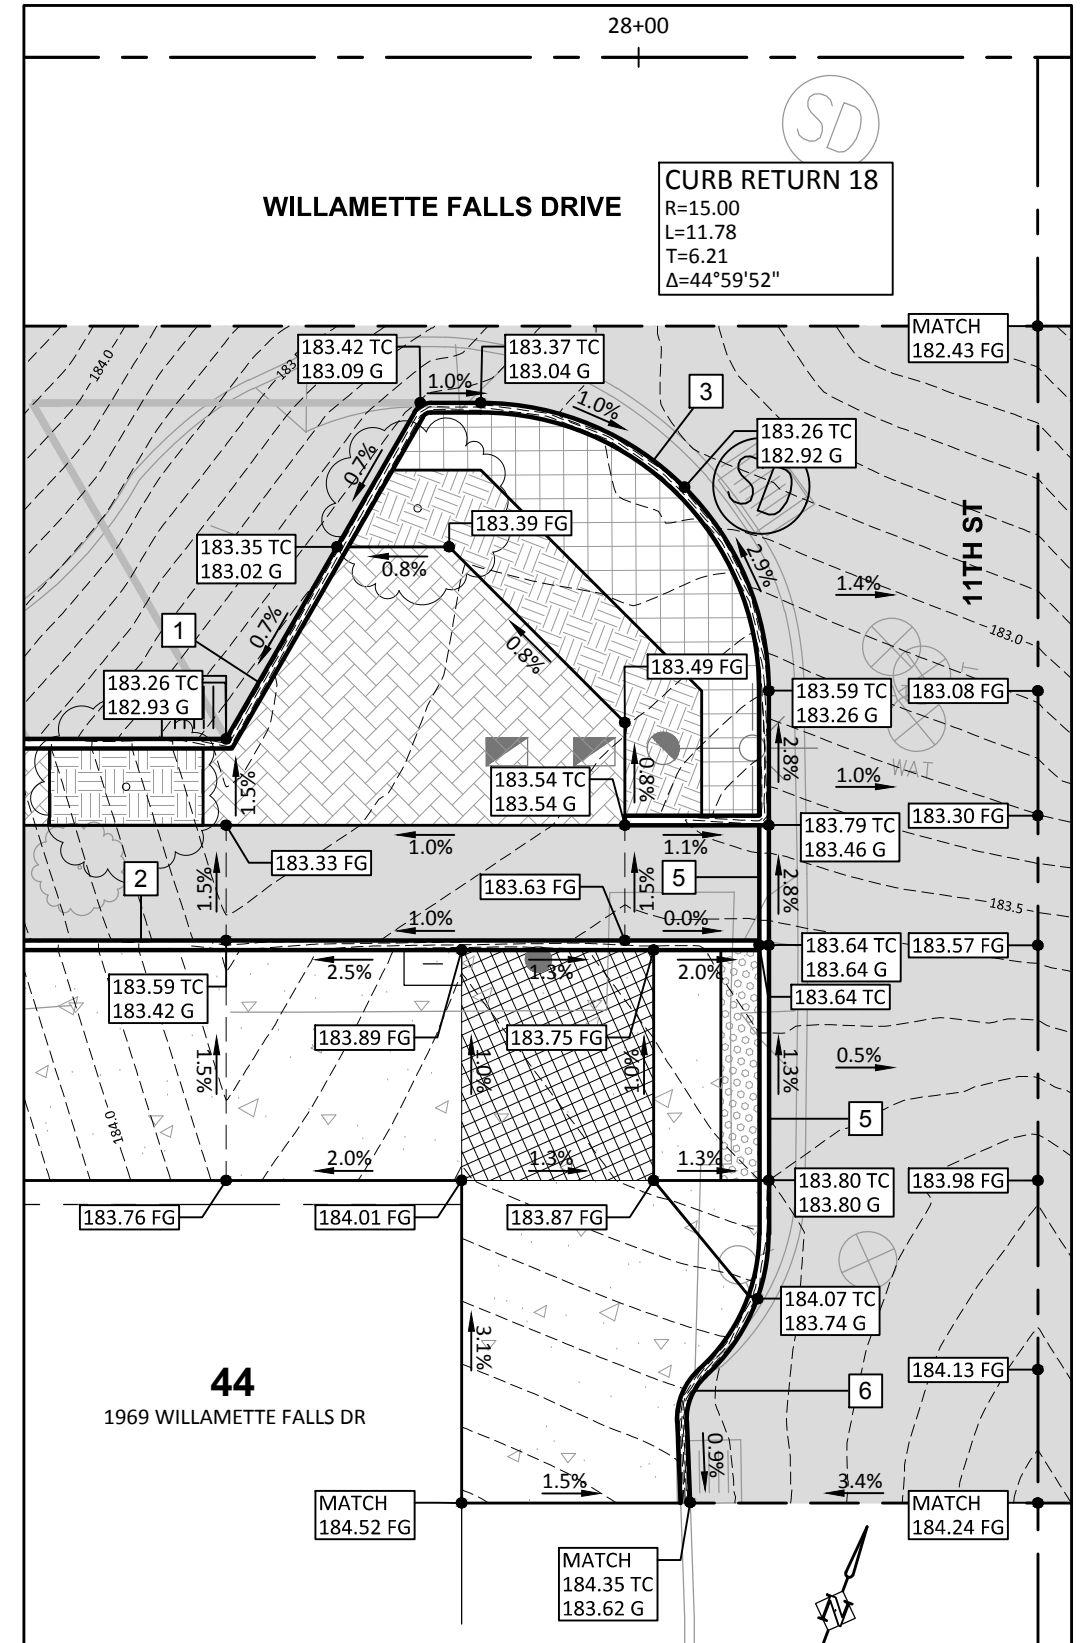 28+00
SD
CURB RETURN 18
R=15.00
L=11.78
T=6.21
Δ=44°59'52"
WILLAMETTE FALLS DRIVE
MATCH
182.43 FG
184.0
183.42 TC
183.09 G
183.37 TC
183.04 G
1.0%
1.0%
3
183.26 TC
182.92 G
SD
0.7%
183.39 FG
183.35 TC
183.02 G
0.8%
2.9%
1.4%
11TH ST
183.0
1
0.7%
0.8%
183.49 FG
183.26 TC
182.93 G
183.59 TC
183.26 G
183.08 FG
2.8%
WAT
1.0%
1.5%
0.8%
183.54 TC
183.54 G
183.79 TC
183.46 G
183.30 FG
1.0%
1.1%
183.33 FG
2
1.5%
183.63 FG
1.5%
5
2.8%
183.5
1.0%
0.0%
183.64 TC
183.64 G
183.57 FG
2.5%
1.3%
2.0%
183.59 TC
183.42 G
183.64 TC
183.89 FG
183.75 FG
1.5%
1.0%
1.0%
1.3%
0.5%
184.0
5
2.0%
1.3%
1.3%
183.80 TC
183.80 G
183.98 FG
183.76 FG
184.01 FG
183.87 FG
184.07 TC
183.74 G
3.1%
184.13 FG
44
1969 WILLAMETTE FALLS DR
6
0.9%
1.5%
3.4%
MATCH
184.52 FG
MATCH
184.24 FG
MATCH
184.35 TC
183.62 G
N